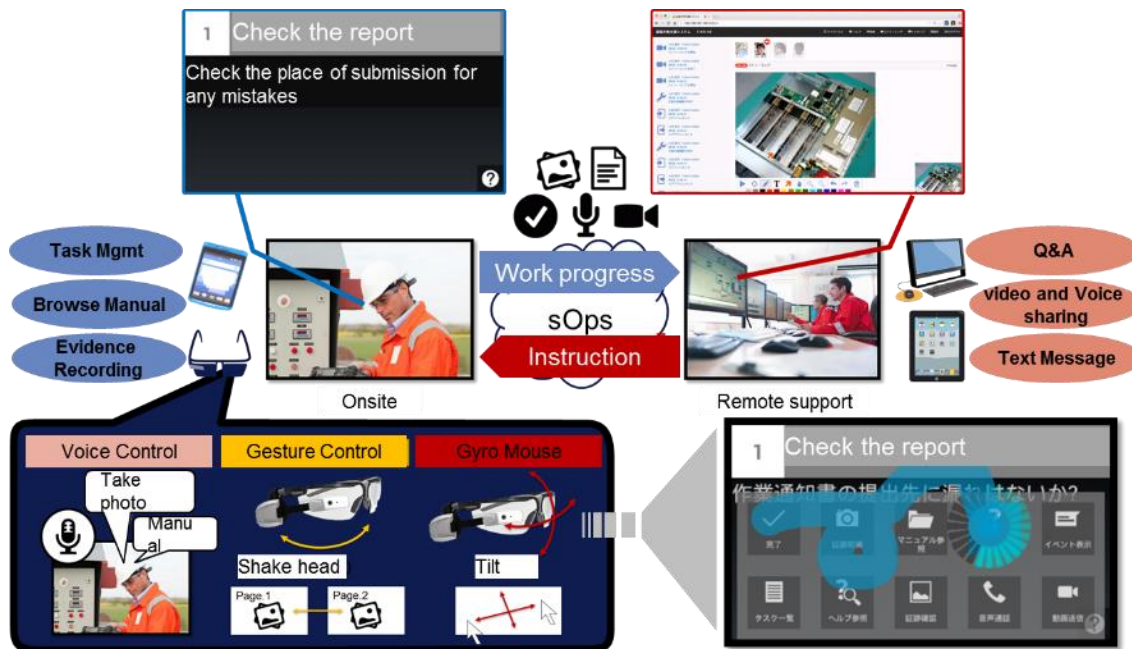 1 Check the report
Check the place of submission for
any mistakes
?
T
Task Mgmt
Browse Manual
Evidence
Recording
Work progress
sOps
Instruction
Q&A
video and Voice
sharing
Text Message
Onsite
Remote support
Voice Control
Gesture Control
Gyro Mouse
Take
photo
Manu
al
Shake head
Tilt
Page.1
Page.2
1 Check the report
作業通知書の提出先に漏れはないか?
完了
証跡取得
マニュアル参
照
イベント表示
タスク一覧
ヘルプ参照
証跡確認
音声通話
動画送信
?